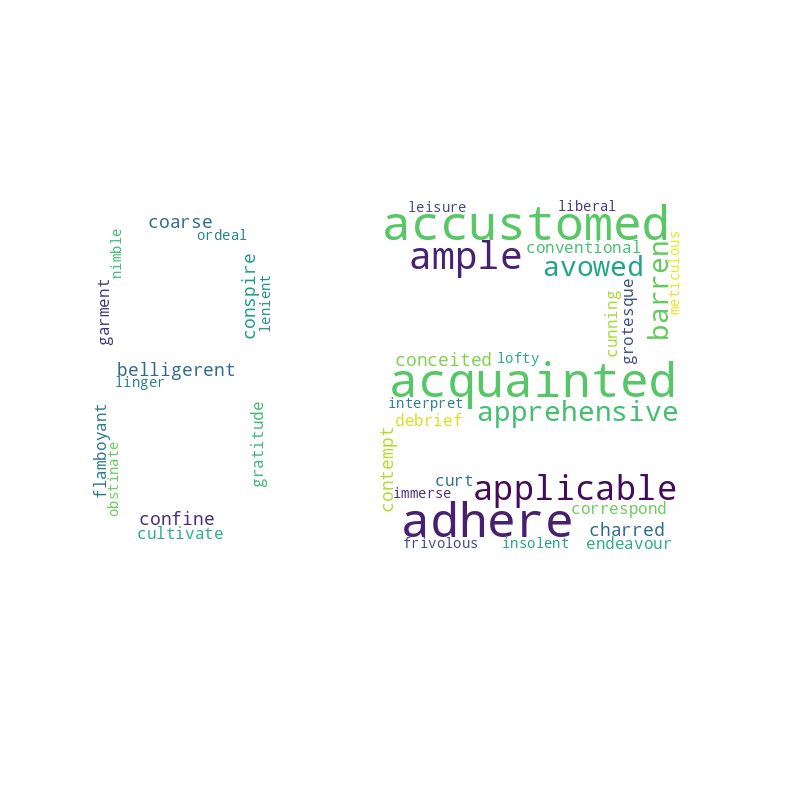 coarse
ordeal
nimble
garment
conspire
lenient
belligerent
linger
flamboyant
obstinate
gratitude
confine
cultivate
leisure
liberal
accustomed
ample
conventional
avowed
barren
meticulous
cunning
grotesque
conceited
lofty
acquainted
interpret
apprehensive
debrief
contempt
curt
immerse
applicable
adhere
correspond
charred
frivolous
insolent
endeavour